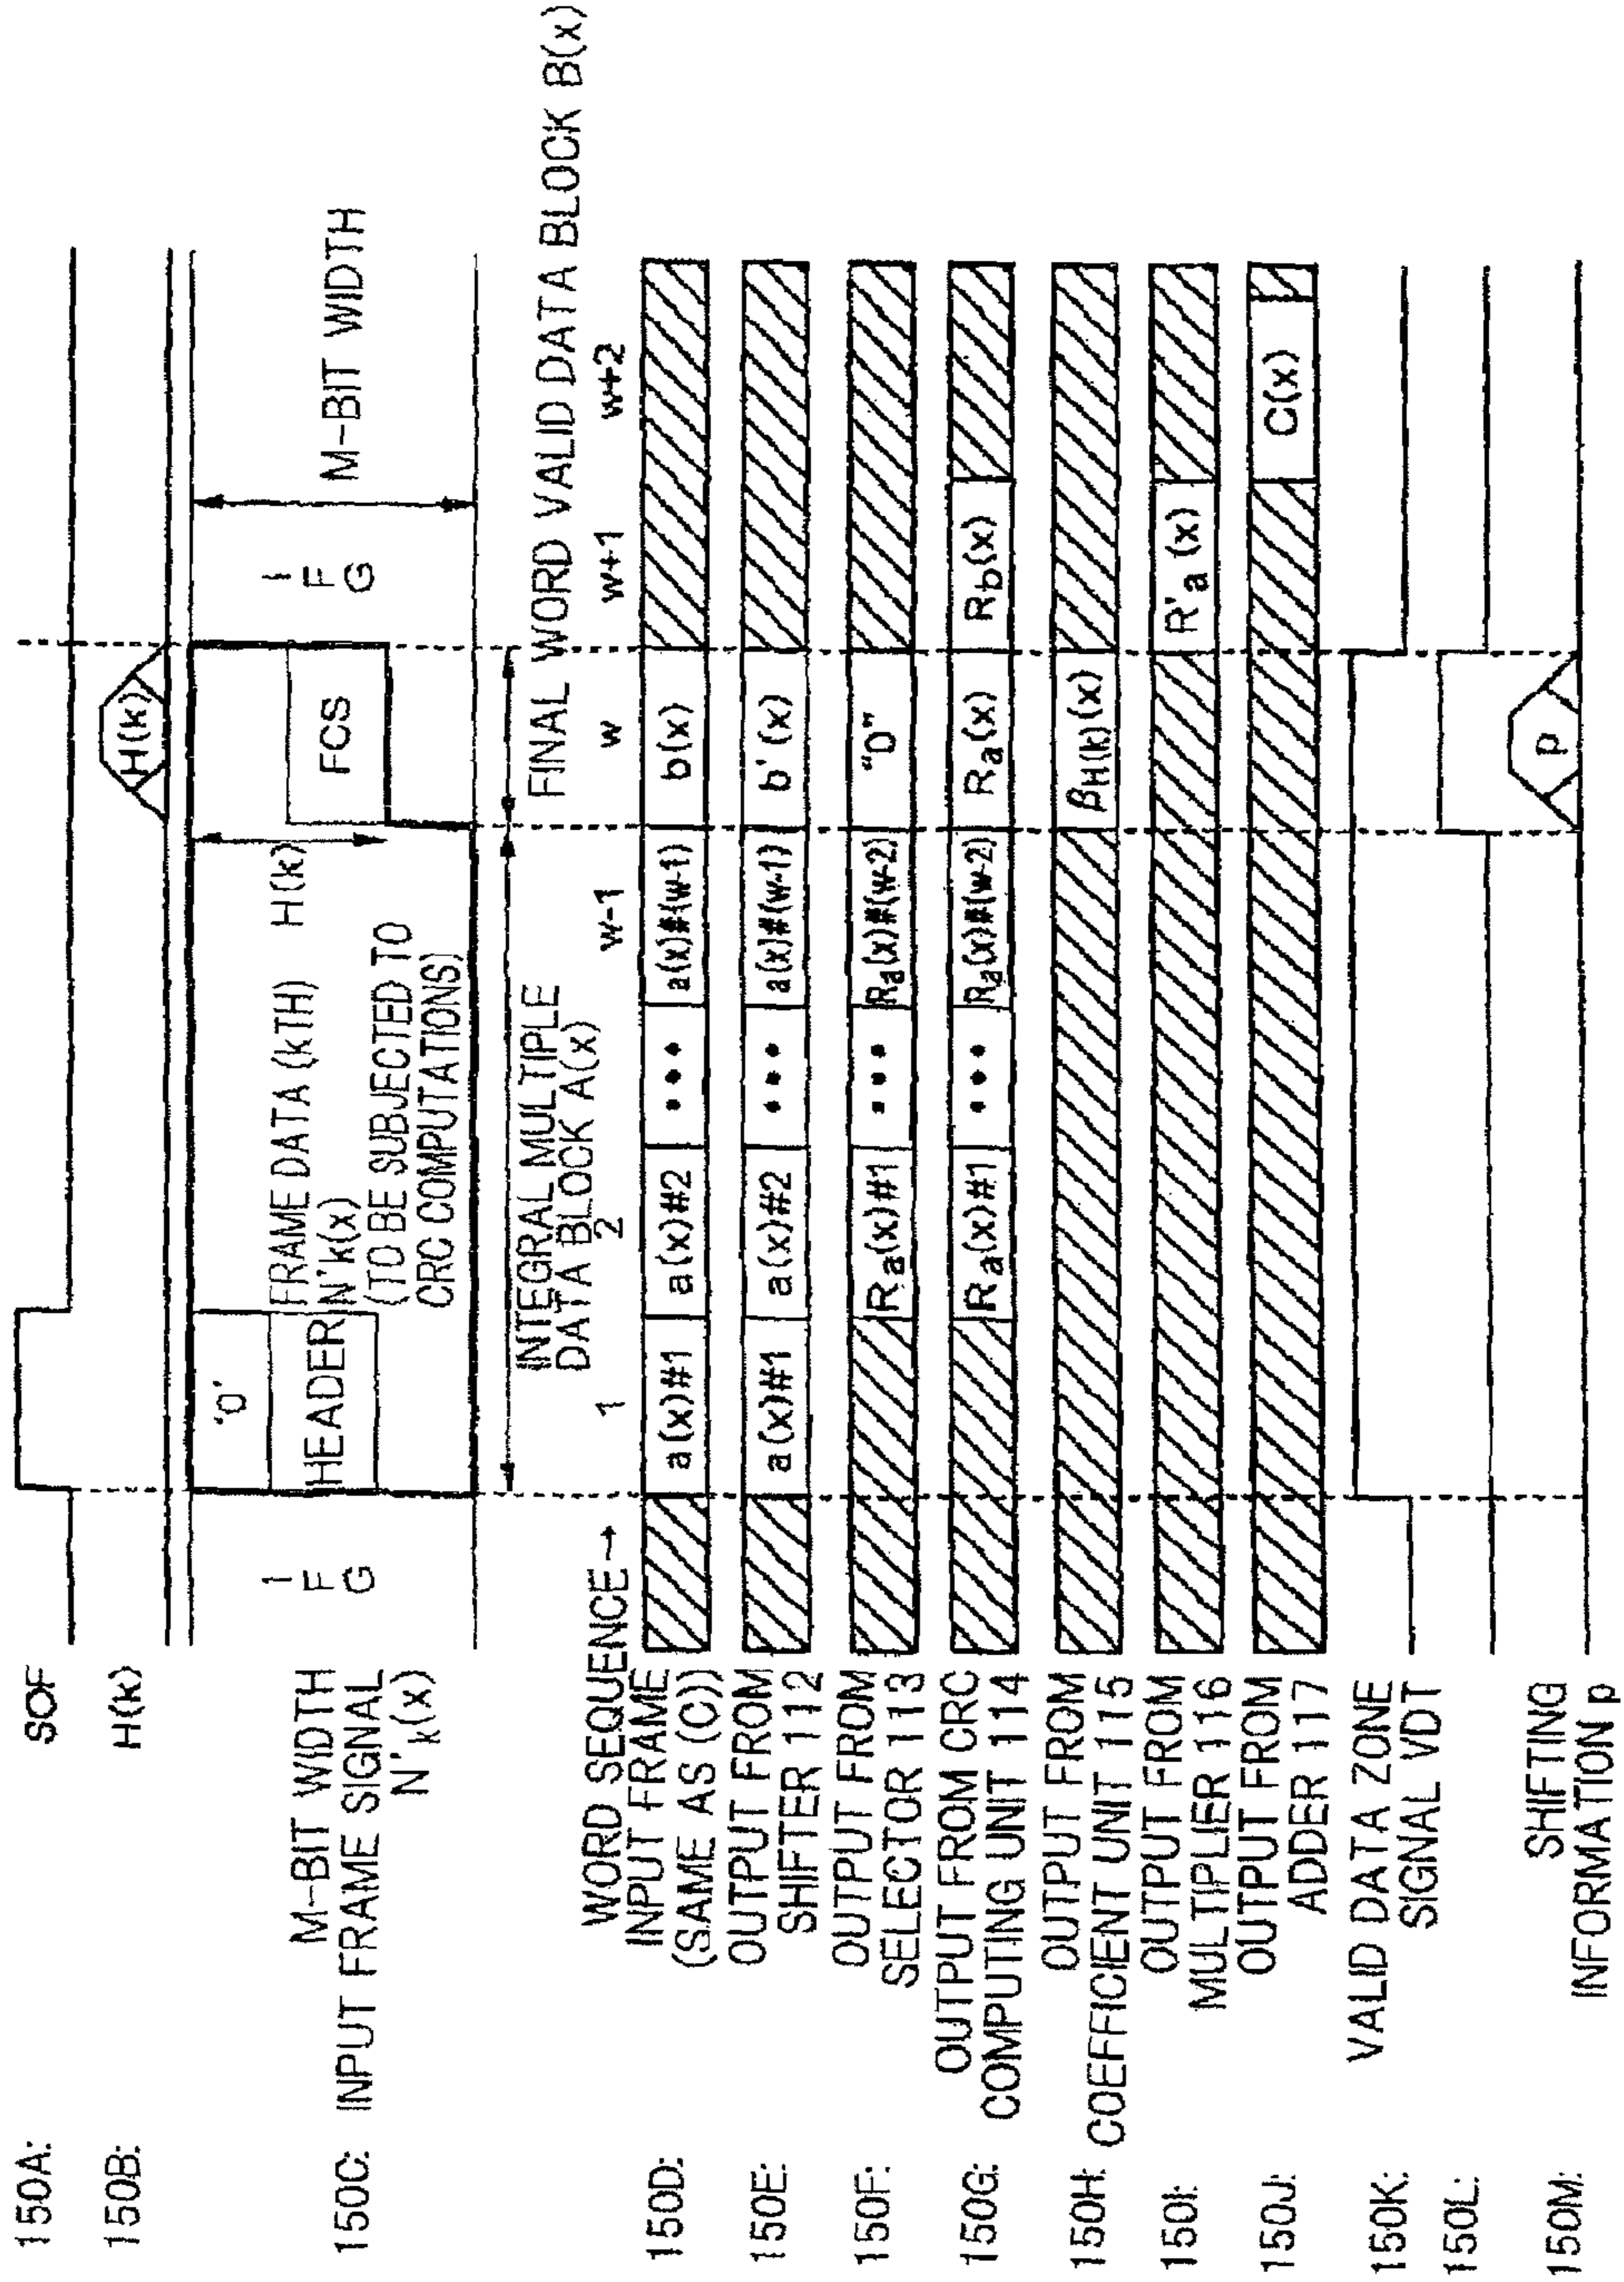 150A: SOF
150B: H(k)
H(k)
150C: M-BIT WIDTH
INPUT FRAME SIGNAL
N'k(x)
IFG
'0'
HEADER
FRAME DATA (kTH)
N'k(x)
(TO BE SUBJECTED TO
CRC COMPUTATIONS)
H(k)
FCS
IFG
M-BIT WIDTH
INTEGRAL MULTIPLE
DATA BLOCK A(x)
FINAL WORD VALID DATA BLOCK B(x)
WORD SEQUENCE→ 1 2 w-1 w w+1 w+2
150D: INPUT FRAME
(SAME AS (C))
a(x)#1 a(x)#2 ••• a(x)#(w-1) b(x)
150E: OUTPUT FROM
SHIFTER 112
a(x)#1 a(x)#2 ••• a(x)#(w-1) b'(x)
150F: OUTPUT FROM
SELECTOR 113
Ra(x)#1 ••• Ra(x)#(w-2) "0"
150G: OUTPUT FROM CRC
COMPUTING UNIT 114
Ra(x)#1 ••• Ra(x)#(w-2) Ra(x) Rb(x)
150H: OUTPUT FROM
COEFFICIENT UNIT 115
βH(k)(x)
150I: OUTPUT FROM
MULTIPLIER 116
R'a(x)
150J: OUTPUT FROM
ADDER 117
C(x)
150K: VALID DATA ZONE
SIGNAL VDT
150L:
150M: SHIFTING
INFORMATION p
p